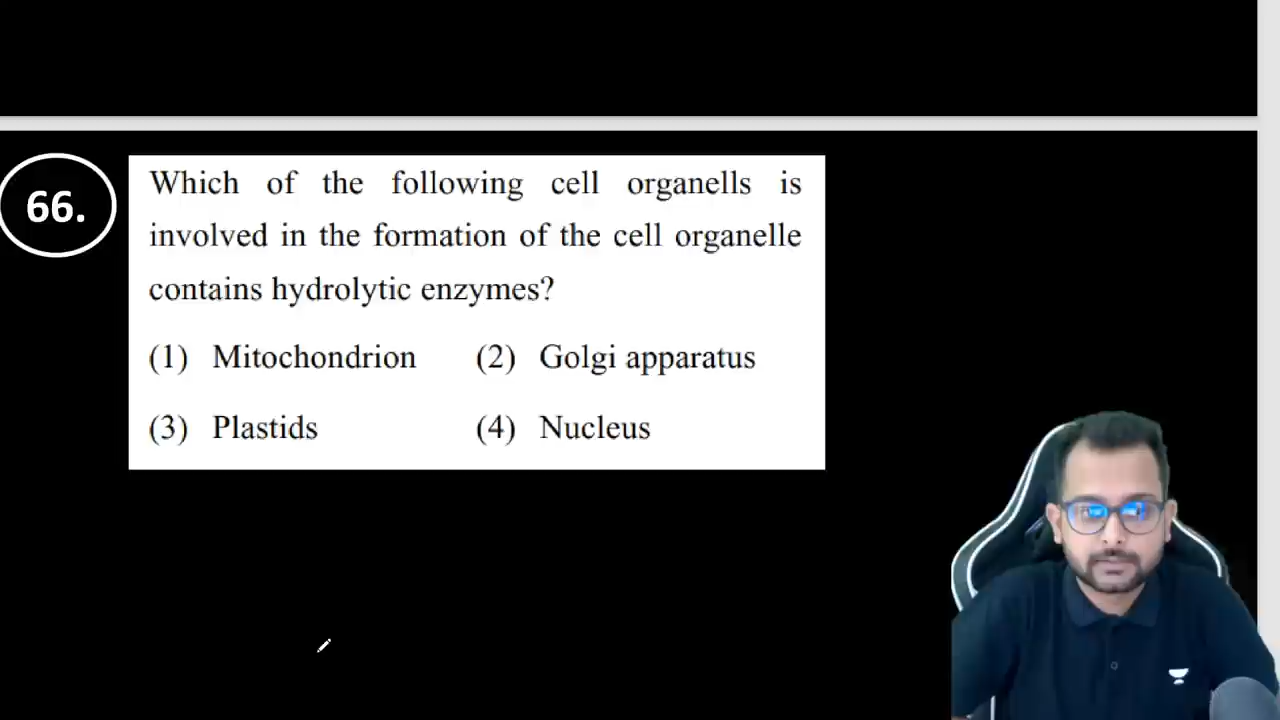 66.
Which of the following cell organells is
involved in the formation of the cell organelle
contains hydrolytic enzymes?
(1) Mitochondrion (2) Golgi apparatus
(3) Plastids (4) Nucleus